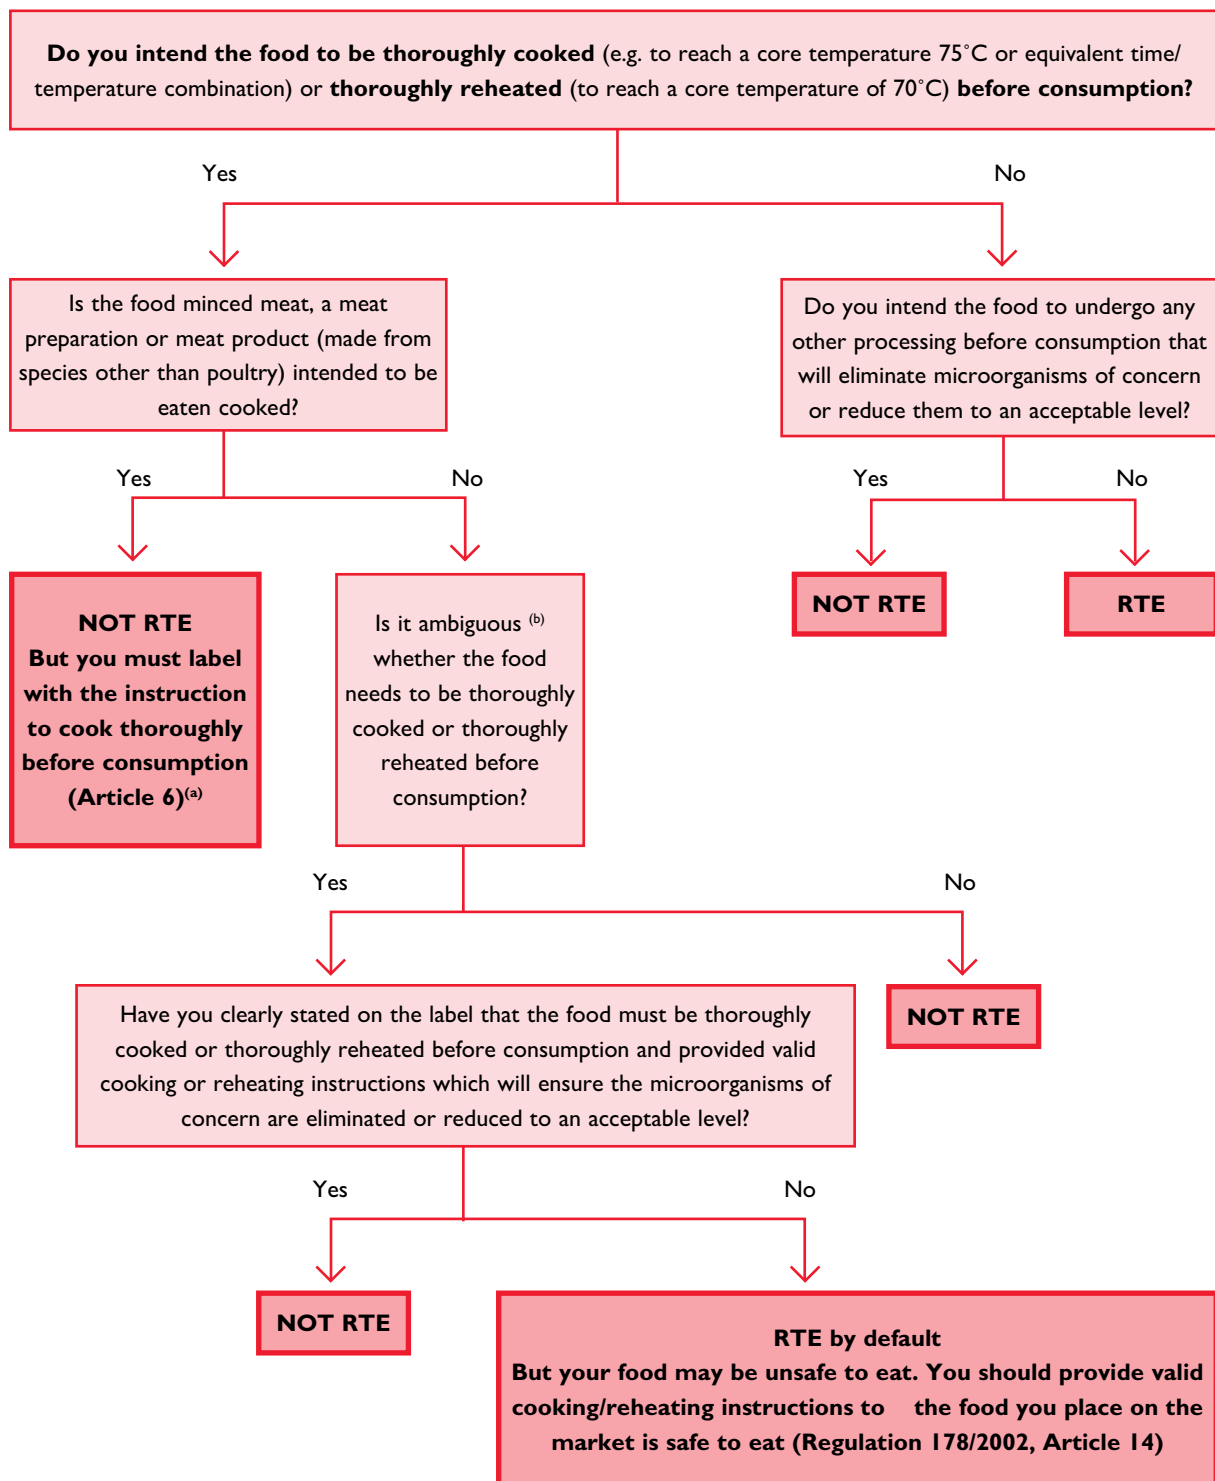 Do you intend the food to be thoroughly cooked (e.g. to reach a core temperature 75˚C or equivalent time/
temperature combination) or thoroughly reheated (to reach a core temperature of 70˚C) before consumption?
Yes
No
Is the food minced meat, a meat
preparation or meat product (made from
species other than poultry) intended to be
eaten cooked?
Do you intend the food to undergo any
other processing before consumption that
will eliminate microorganisms of concern
or reduce them to an acceptable level?
Yes
No
Yes
No
NOT RTE
But you must label
with the instruction
to cook thoroughly
before consumption
(Article 6)(a)
Is it ambiguous (b)
whether the food
needs to be thoroughly
cooked or thoroughly
reheated before
consumption?
NOT RTE
RTE
Yes
No
Have you clearly stated on the label that the food must be thoroughly
cooked or thoroughly reheated before consumption and provided valid
cooking or reheating instructions which will ensure the microorganisms of
concern are eliminated or reduced to an acceptable level?
NOT RTE
Yes
No
NOT RTE
RTE by default
But your food may be unsafe to eat. You should provide valid
cooking/reheating instructions to the food you place on the
market is safe to eat (Regulation 178/2002, Article 14)